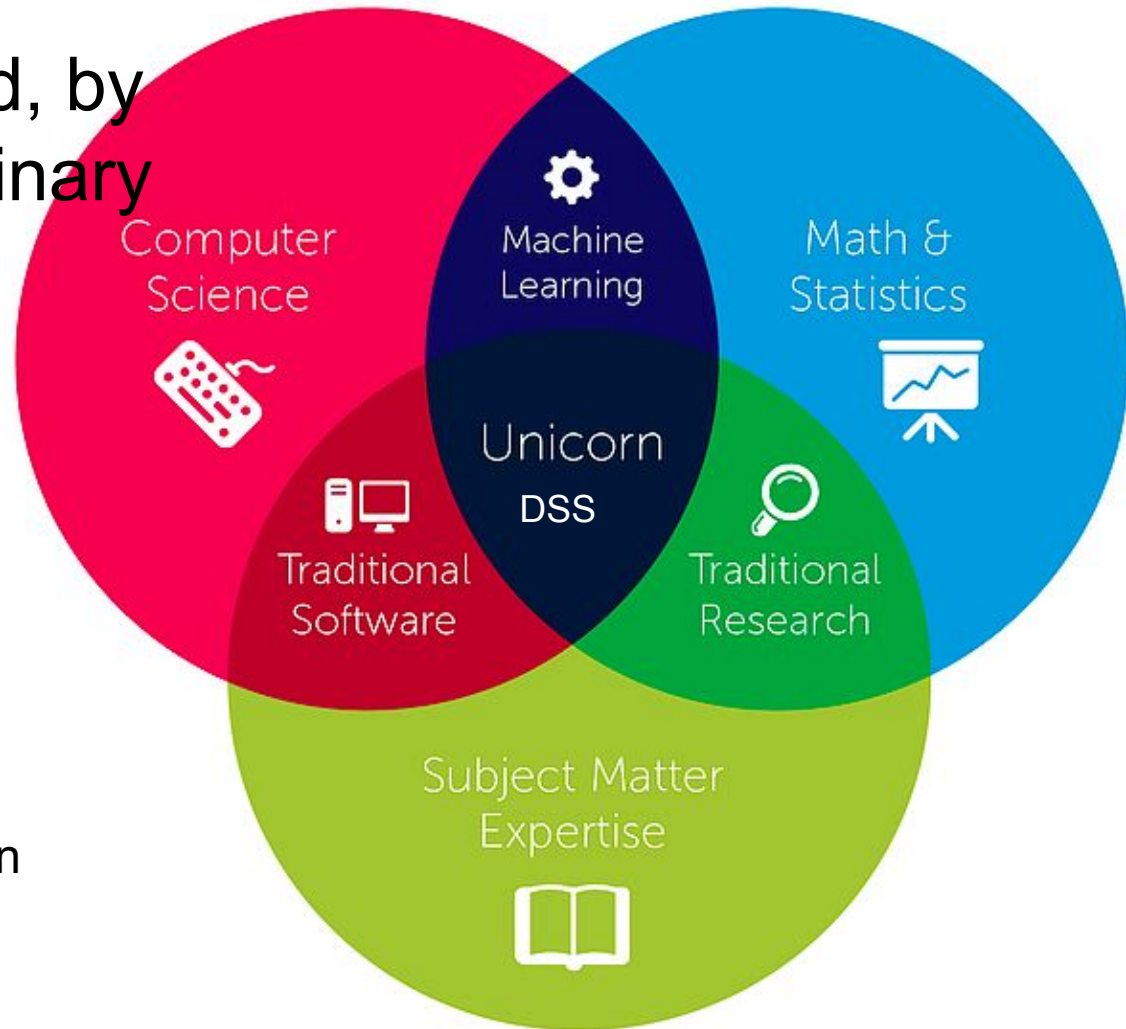 d, by
inary
Computer
Science
Machine
Learning
Math &
Statistics
Unicorn
DSS
Traditional
Software
Traditional
Research
Subject Matter
Expertise
n